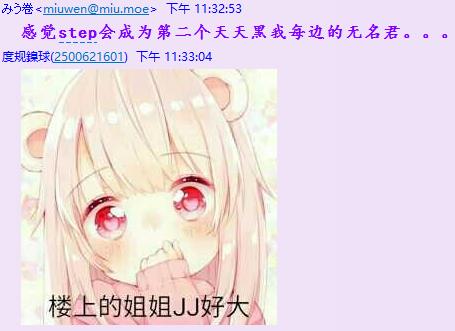 みう卷<miuwen@miu.moe> 下午 11:32:53
感觉step会成为第二个天天黑我每边的无名君。。。
度规鎳球(2500621601) 下午 11:33:04
楼上的姐姐JJ好大